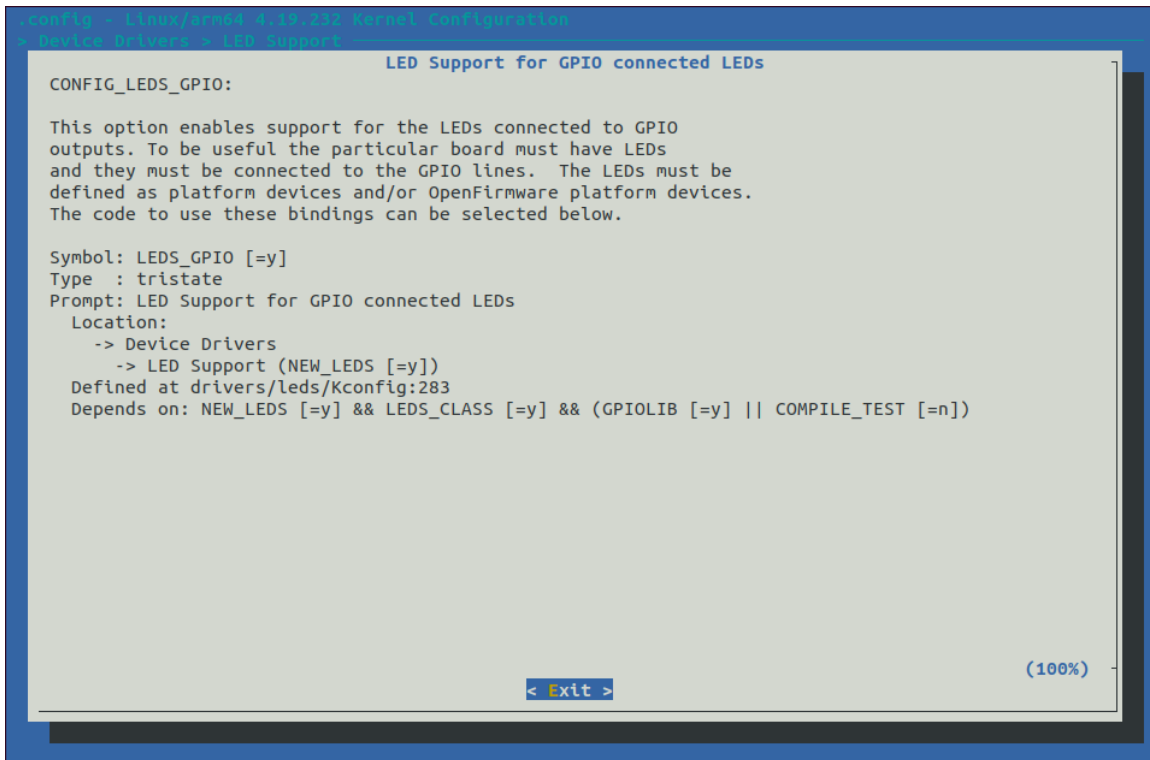 .config - Linux/arm64 4.19.232 Kernel Configuration
> Device Drivers > LED Support
LED Support for GPIO connected LEDs
CONFIG_LEDS_GPIO:
This option enables support for the LEDs connected to GPIO
outputs. To be useful the particular board must have LEDs
and they must be connected to the GPIO lines.  The LEDs must be
defined as platform devices and/or OpenFirmware platform devices.
The code to use these bindings can be selected below.
Symbol: LEDS_GPIO [=y]
Type  : tristate
Prompt: LED Support for GPIO connected LEDs
  Location:
    -> Device Drivers
      -> LED Support (NEW_LEDS [=y])
  Defined at drivers/leds/Kconfig:283
  Depends on: NEW_LEDS [=y] && LEDS_CLASS [=y] && (GPIOLIB [=y] || COMPILE_TEST [=n])
(100%)
< Exit >